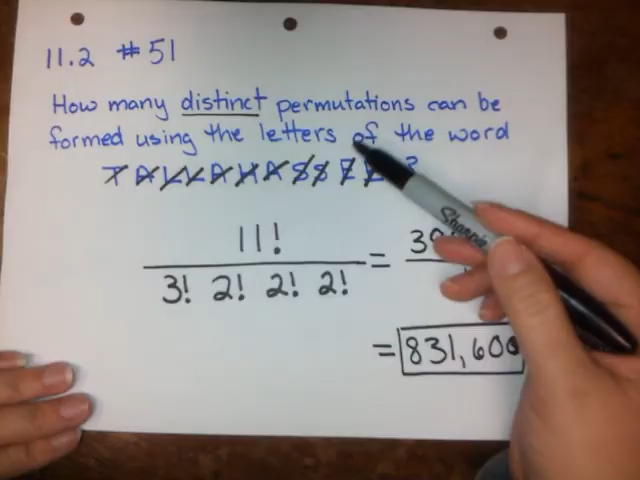 11.2 #51
How many distinct permutations can be
formed using the letters of the word
TALLAHASSEE ?
11!
3! 2! 2! 2!
=
= 831,600
Sharpie